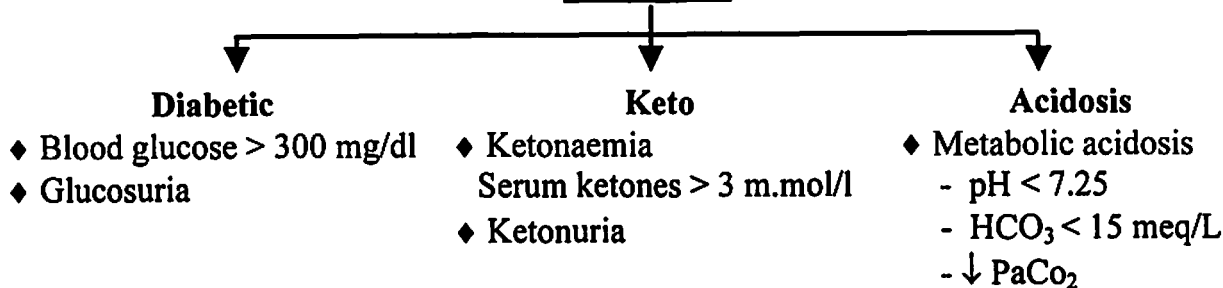 Diabetic
♦ Blood glucose > 300 mg/dl
♦ Glucosuria
Keto
♦ Ketonaemia
Serum ketones > 3 m.mol/l
♦ Ketonuria
Acidosis
♦ Metabolic acidosis
- pH < 7.25
- HCO₃ < 15 meq/L
- ↓ PaCo₂